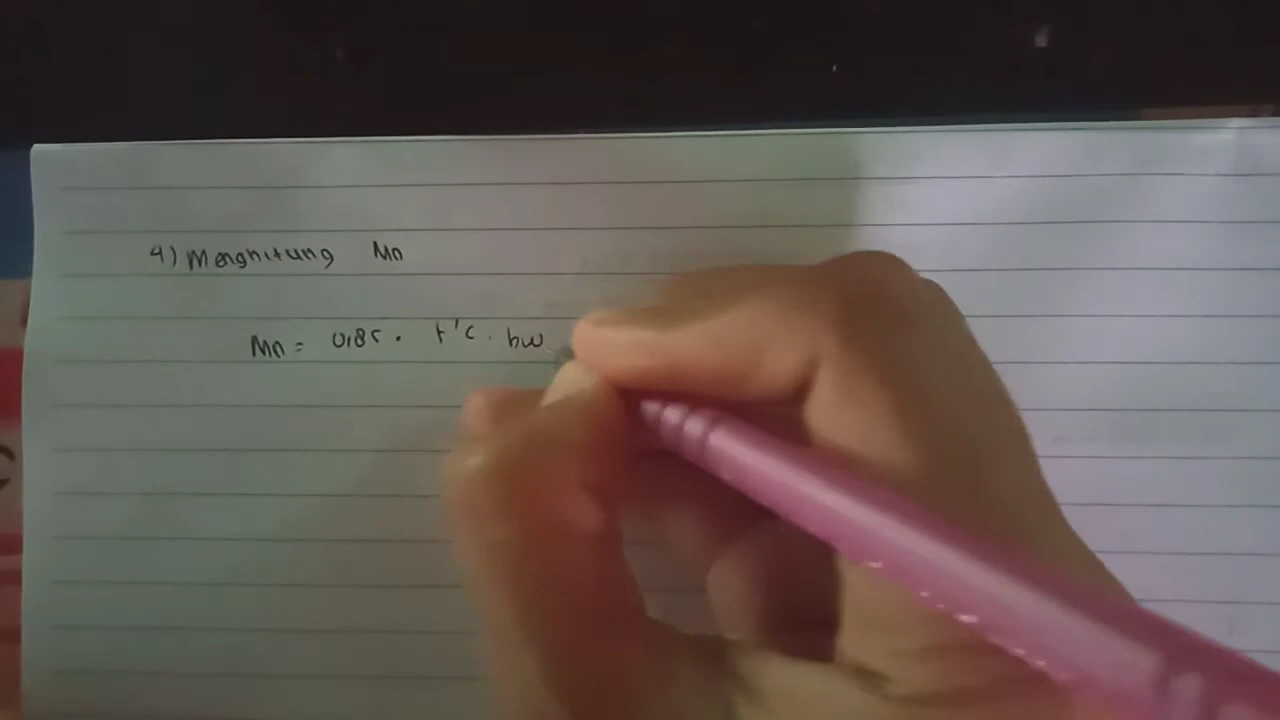 4) Menghitung Mn
Mn = 0,85 . f'c . bw